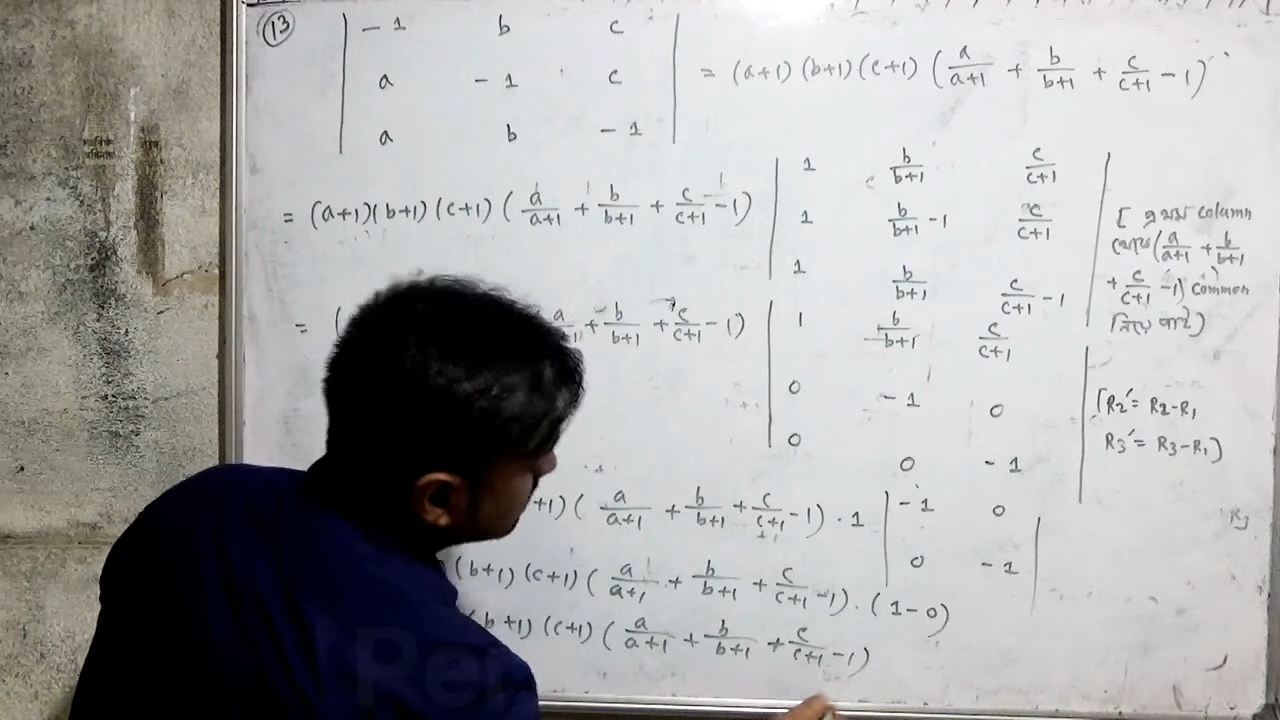 (13) | -1 b c |
| a -1 c | = (a+1) (b+1) (c+1) ( a/(a+1) + b/(b+1) + c/(c+1) - 1)
| a b -1 |
= (a+1)(b+1)(c+1) ( a/(a+1) + b/(b+1) + c/(c+1) - 1) | 1 b/(b+1) c/(c+1) |
| 1 b/(b+1) - 1 c/(c+1) |
| 1 b/(b+1) c/(c+1) - 1 |
[ প্রথম column
থেকে ( a/(a+1) + b/(b+1)
+ c/(c+1) - 1) common
নিয়ে পাই)
= ( a/(a+1) + b/(b+1) + c/(c+1) - 1) | 1 b/(b+1) c/(c+1) |
| 0 -1 0 |
| 0 0 -1 |
[R2′ = R2-R1,
R3′ = R3-R1)
+1) ( a/(a+1) + b/(b+1) + c/(c+1) - 1) . 1 | -1 0 |
| 0 -1 |
(b+1) (c+1) ( a/(a+1) + b/(b+1) + c/(c+1) - 1) . (1-0)
(b+1) (c+1) ( a/(a+1) + b/(b+1) + c/(c+1) - 1)